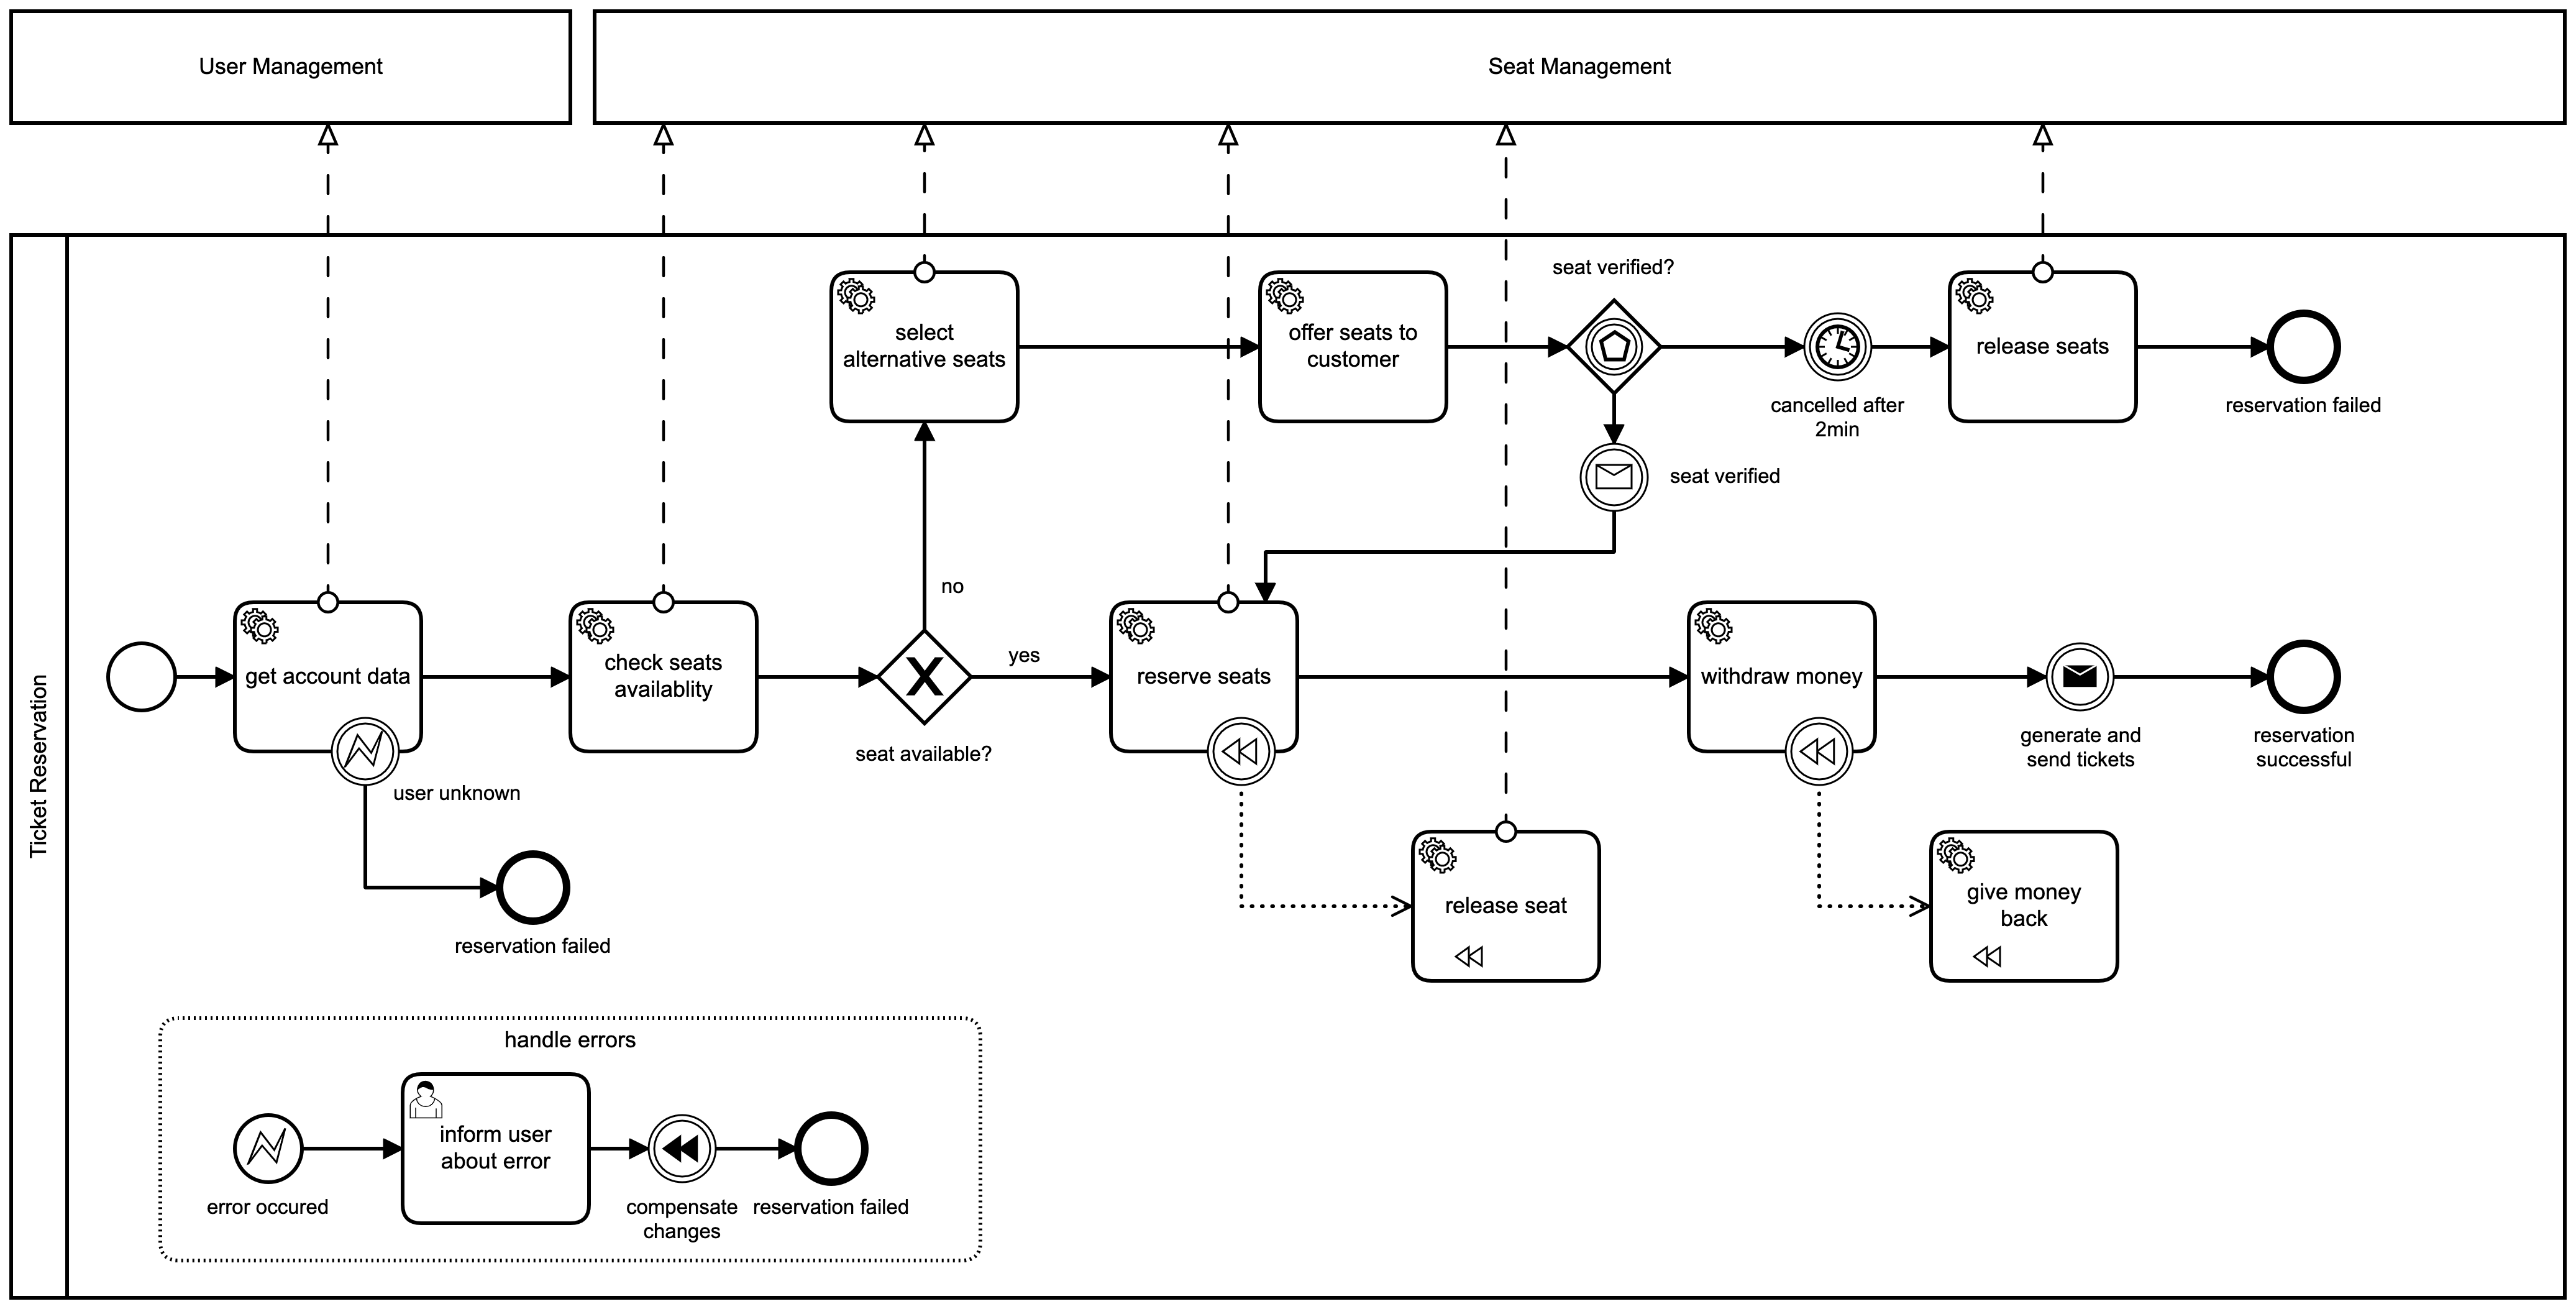 User Management
Seat Management
Ticket Reservation
select
alternative seats
offer seats to
customer
seat verified?
cancelled after
2min
release seats
reservation failed
seat verified
no
get account data
user unknown
reservation failed
check seats
availablity
seat available?
yes
reserve seats
withdraw money
generate and
send tickets
reservation
successful
release seat
give money
back
handle errors
error occured
inform user
about error
compensate
changes
reservation failed